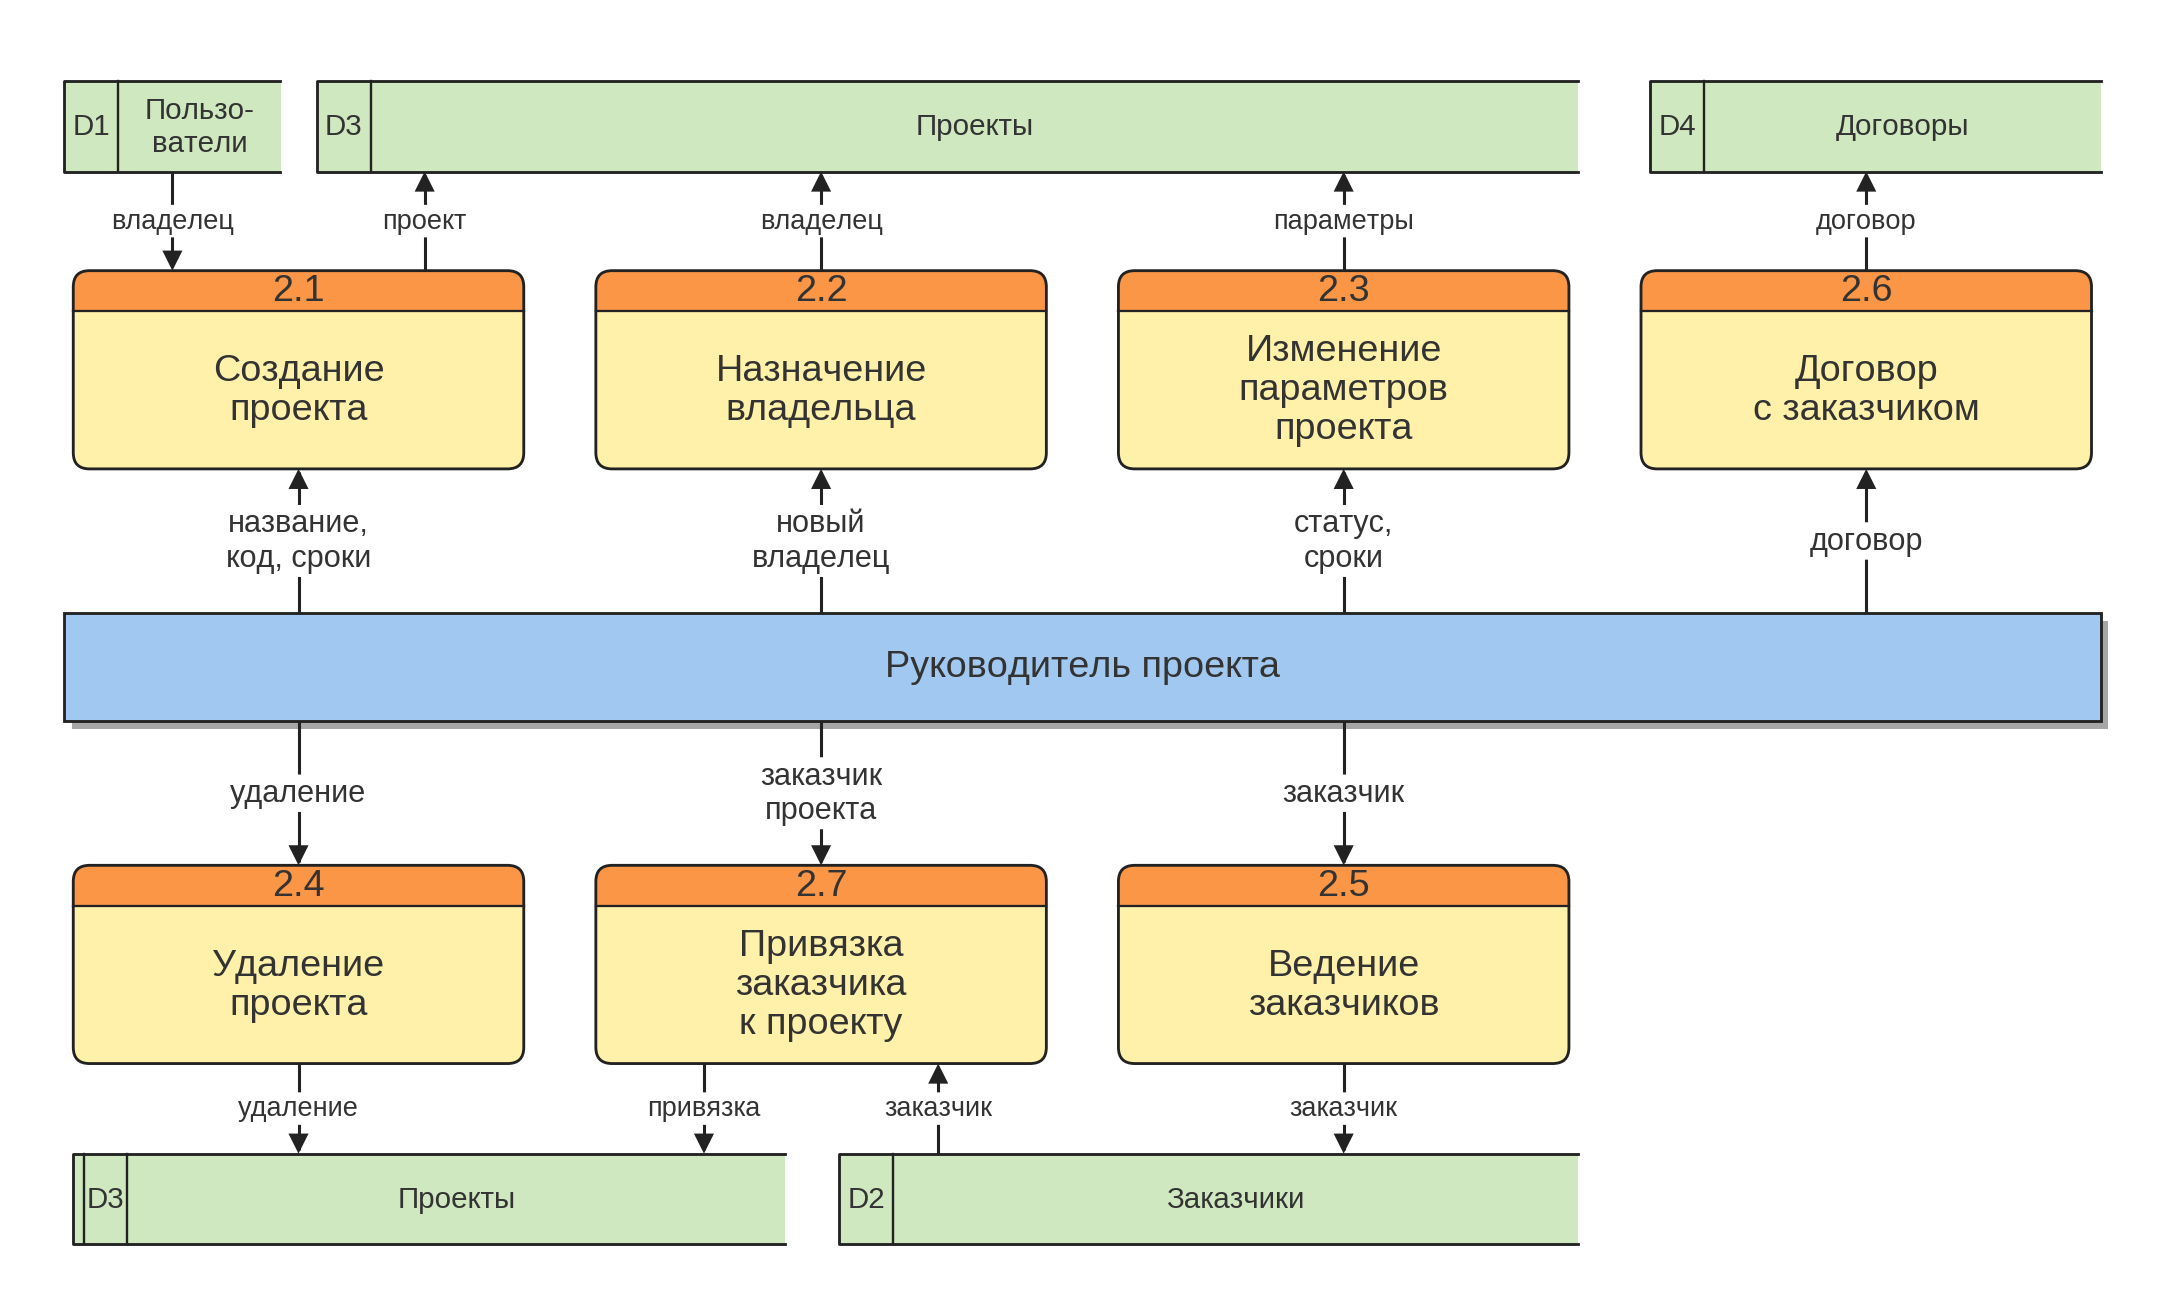 D1
Пользо-
ватели
D3
Проекты
D4
Договоры
владелец
проект
владелец
параметры
договор
2.1
Создание
проекта
2.2
Назначение
владельца
2.3
Изменение
параметров
проекта
2.6
Договор
с заказчиком
название,
код, сроки
новый
владелец
статус,
сроки
договор
Руководитель проекта
удаление
заказчик
проекта
заказчик
2.4
Удаление
проекта
2.7
Привязка
заказчика
к проекту
2.5
Ведение
заказчиков
удаление
привязка
заказчик
заказчик
D3
Проекты
D2
Заказчики